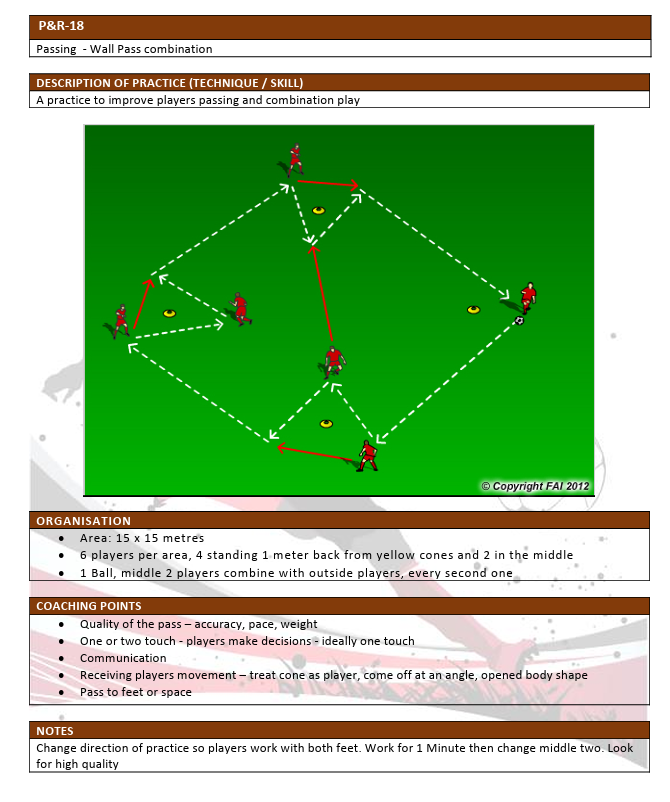 P&R-18
Passing - Wall Pass combination
DESCRIPTION OF PRACTICE (TECHNIQUE / SKILL)
A practice to improve players passing and combination play
© Copyright FAI 2012
ORGANISATION
• Area: 15 x 15 metres
• 6 players per area, 4 standing 1 meter back from yellow cones and 2 in the middle
• 1 Ball, middle 2 players combine with outside players, every second one
COACHING POINTS
• Quality of the pass – accuracy, pace, weight
• One or two touch - players make decisions - ideally one touch
• Communication
• Receiving players movement – treat cone as player, come off at an angle, opened body shape
• Pass to feet or space
NOTES
Change direction of practice so players work with both feet. Work for 1 Minute then change middle two. Look
for high quality